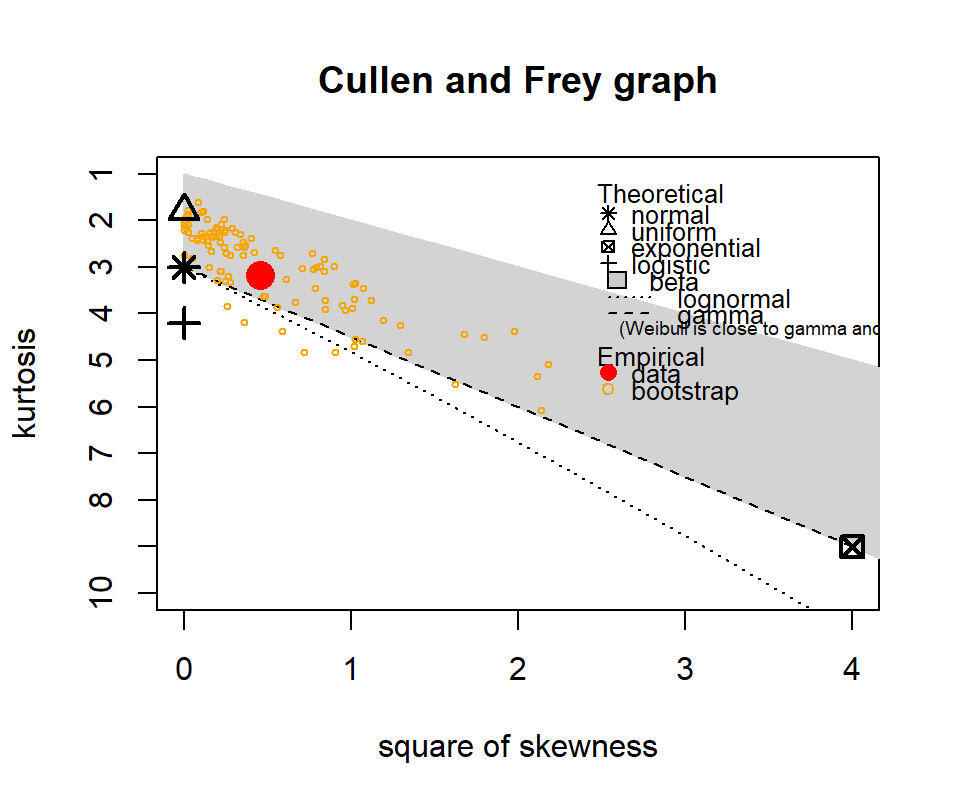 Cullen and Frey graph
kurtosis
1
2
3
4
5
6
7
8
10
Theoretical
normal
uniform
exponential
logistic
beta
lognormal
gamma
(Weibull is close to gamma and
Empirical
data
bootstrap
0 1 2 3 4
square of skewness